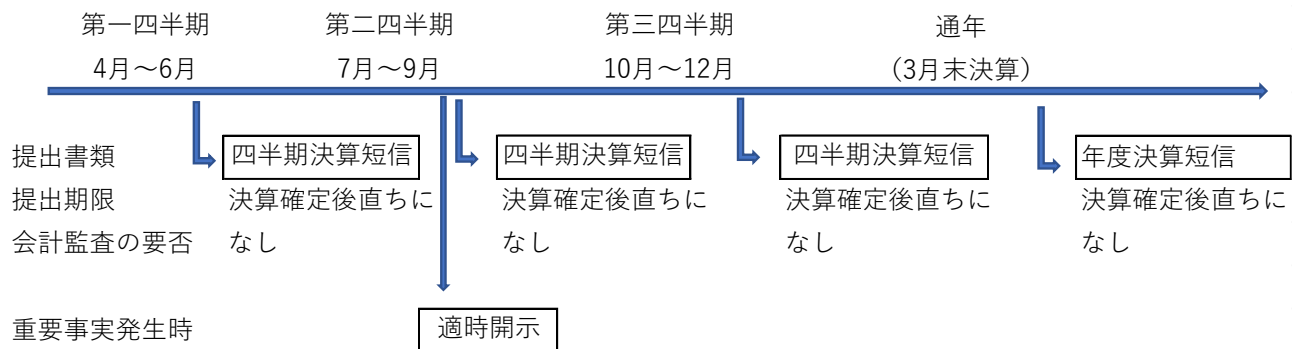 第一四半期 第二四半期 第三四半期 通年
4月～6月 7月～9月 10月～12月 (3月末決算)
提出書類 四半期決算短信 四半期決算短信 四半期決算短信 年度決算短信
提出期限 決算確定後直ちに 決算確定後直ちに 決算確定後直ちに 決算確定後直ちに
会計監査の要否 なし なし なし なし
重要事実発生時 適時開示